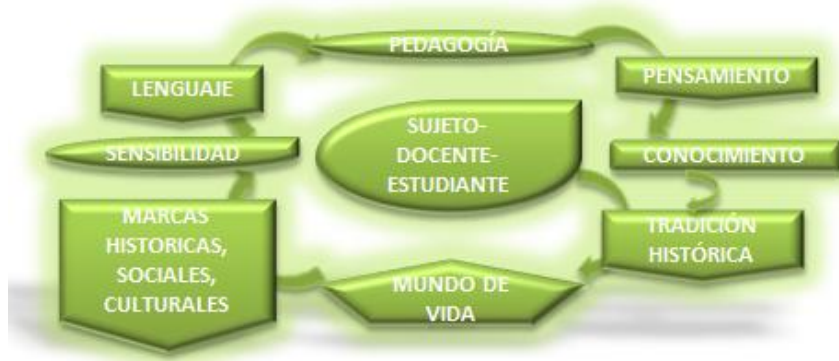 PEDAGOGÍA
LENGUAJE
PENSAMIENTO
SUJETO-
DOCENTE-
ESTUDIANTE
SENSIBILIDAD
CONOCIMIENTO
MARCAS
HISTORICAS,
SOCIALES,
CULTURALES
TRADICIÓN
HISTÓRICA
MUNDO DE
VIDA